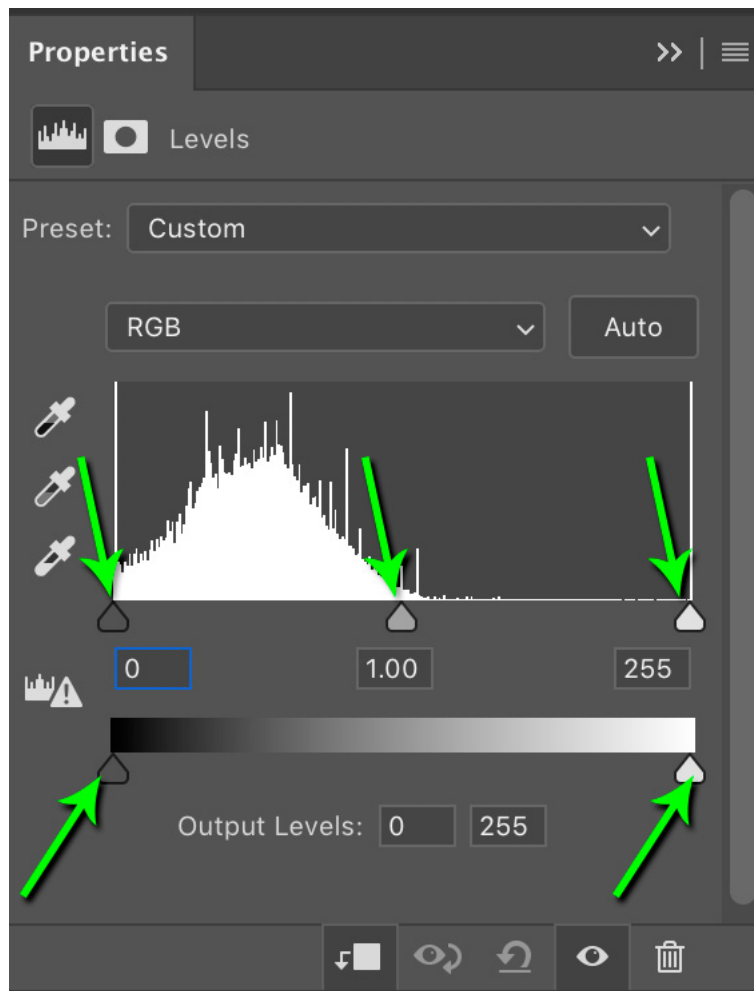 Properties
Levels
Preset: Custom
RGB Auto
0 1.00 255
Output Levels: 0 255